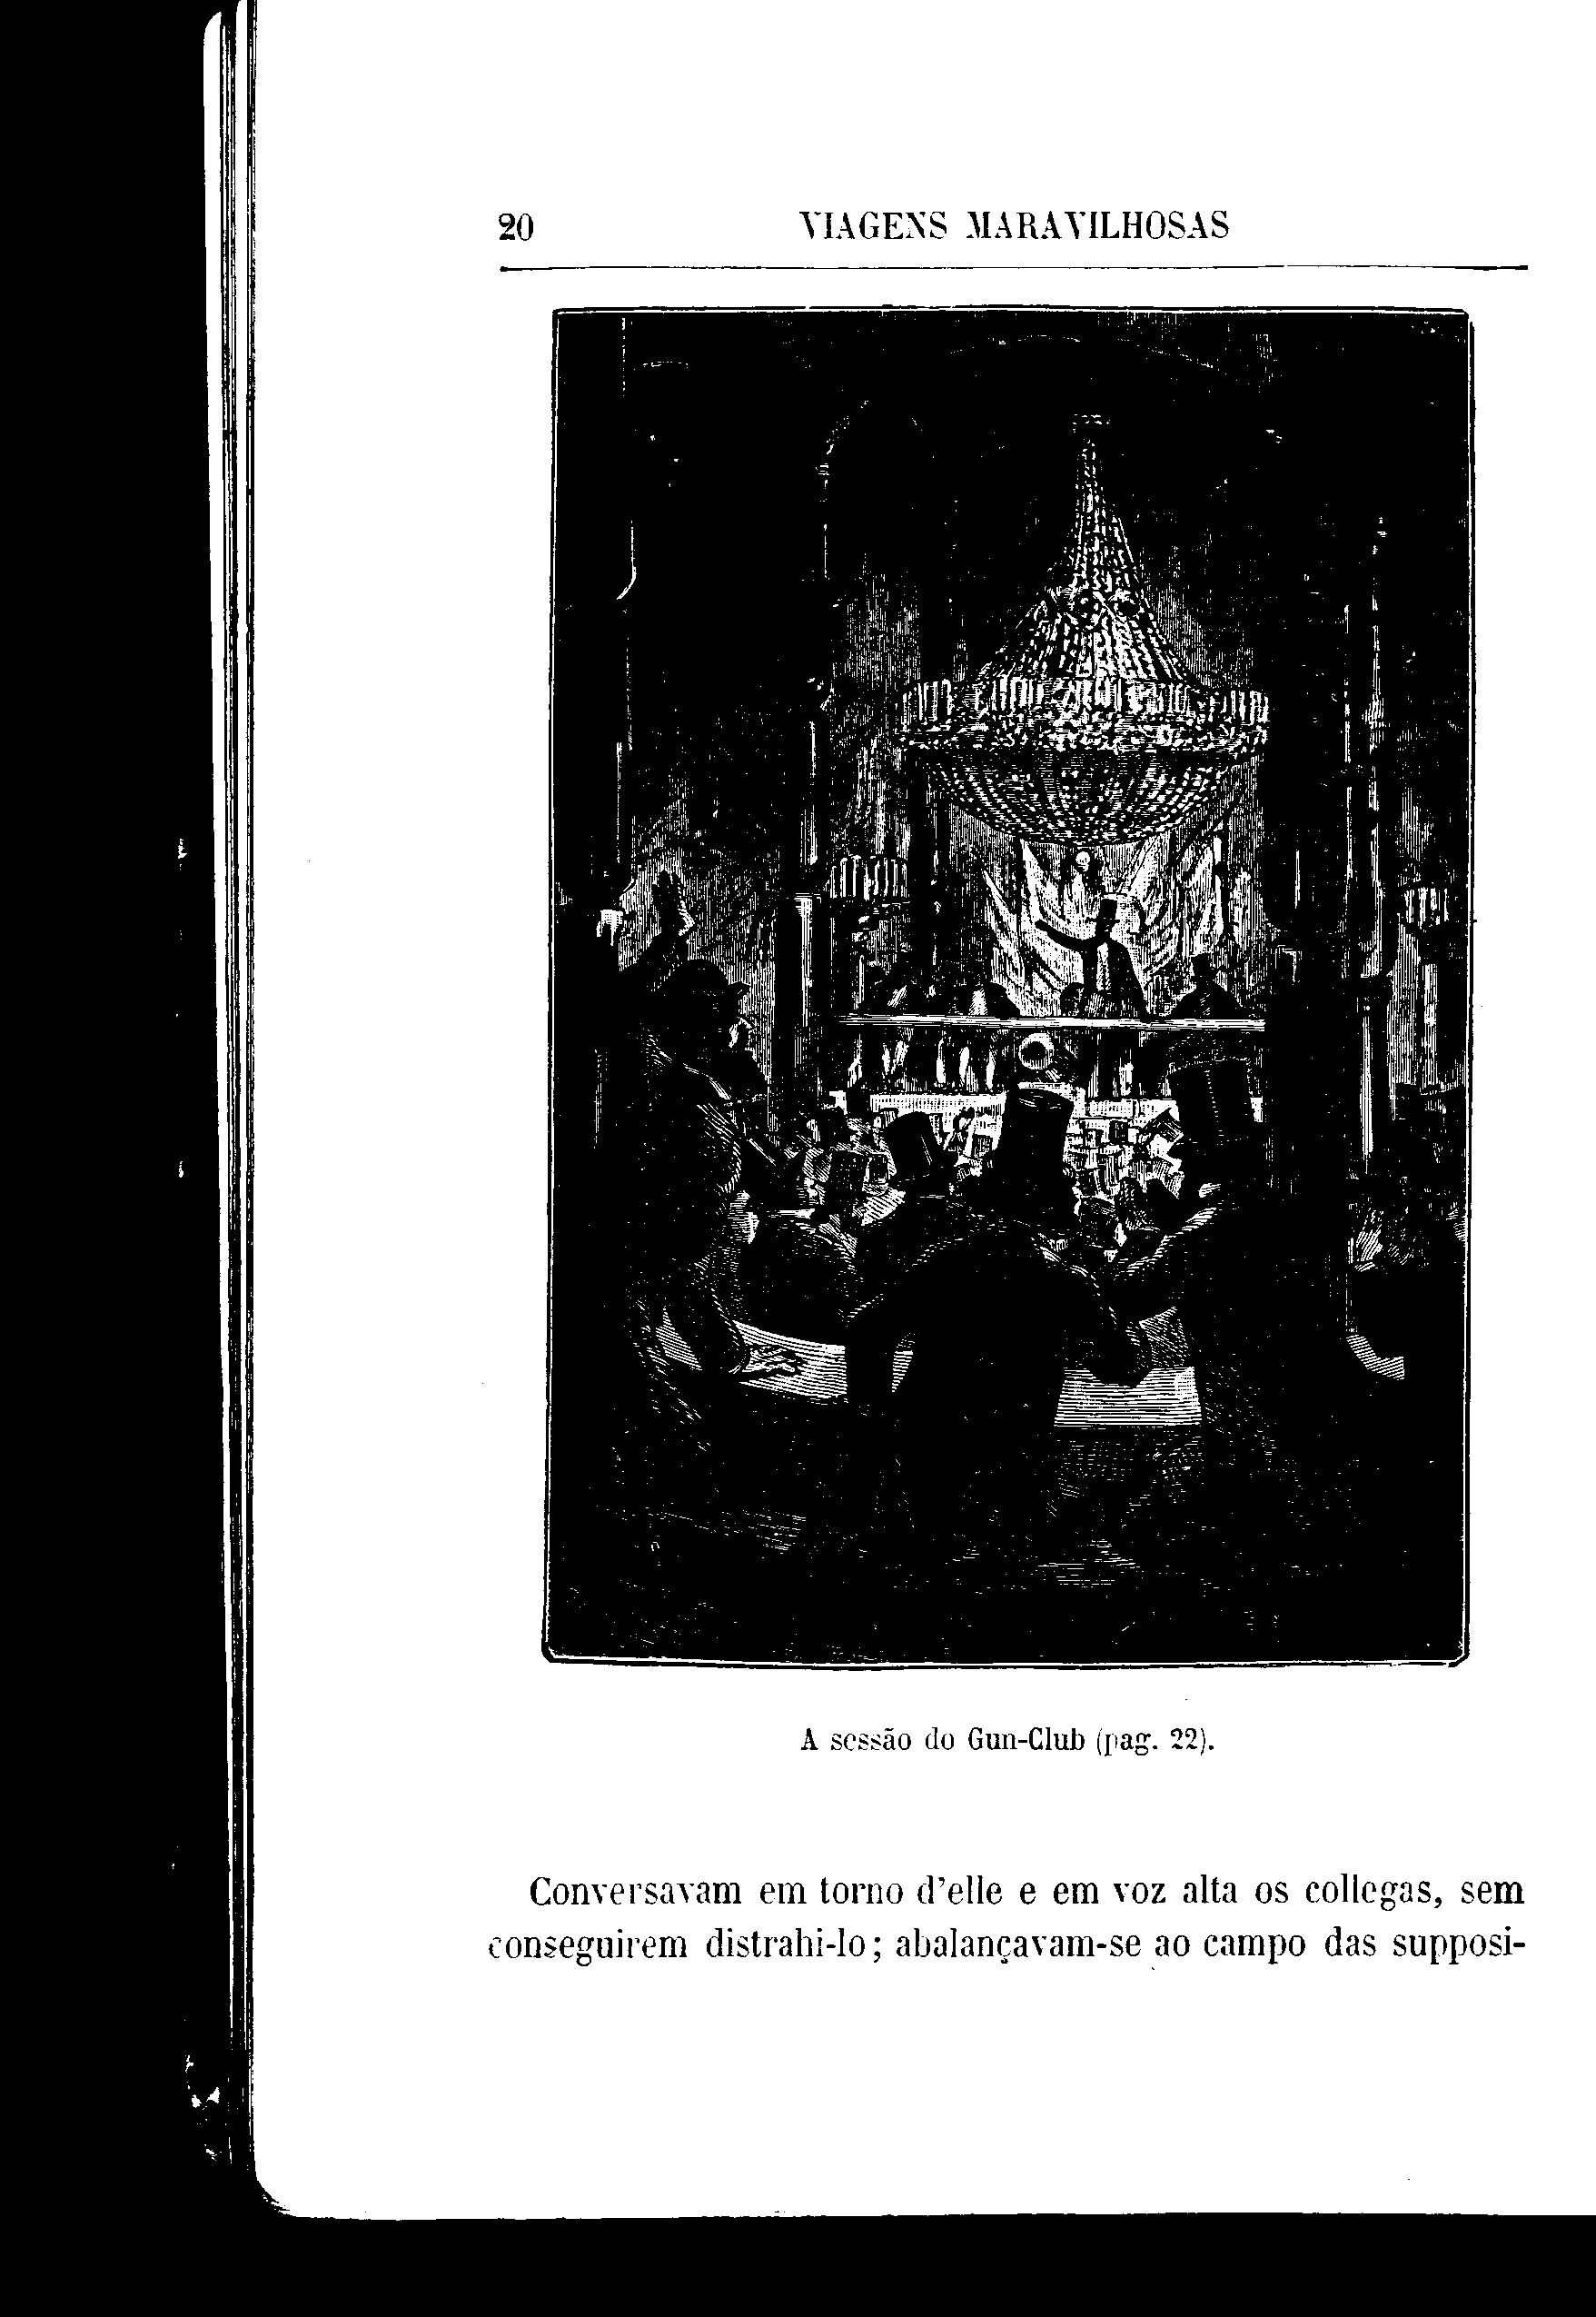 20 VIAGENS MARAVILHOSAS
A sessão do Gun-Club (pag. 22).
Conversavam em torno d'elle e em voz alta os collegas, sem
conseguirem distrahi-lo; abalançavam-se ao campo das supposi-